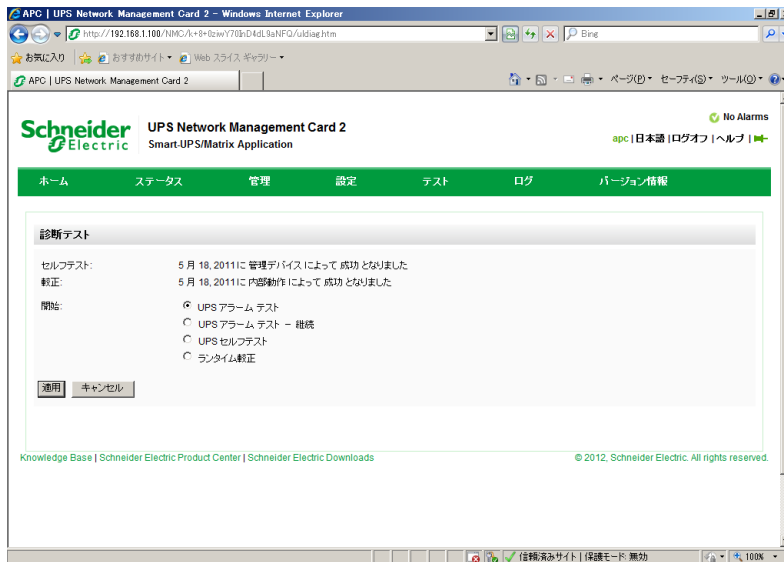 APC | UPS Network Management Card 2 - Windows Internet Explorer
Bing
お気に入り おすすめサイト Web スライス ギャラリー
APC | UPS Network Management Card 2 ページ(P) セーフティ(S) ツール(O)
No Alarms
Schneider Electric
UPS Network Management Card 2
Smart-UPS/Matrix Application
apc | 日本語 | ログオフ | ヘルプ |
ホーム ステータス 管理 設定 テスト ログ バージョン情報
診断テスト
セルフテスト: 5 月 18, 2011に 管理デバイス によって 成功 となりました
較正: 5 月 18, 2011に 内部動作 によって 成功 となりました
開始: UPS アラーム テスト
UPS アラーム テスト － 継続
UPS セルフテスト
ランタイム較正
適用 キャンセル
Knowledge Base | Schneider Electric Product Center | Schneider Electric Downloads © 2012, Schneider Electric. All rights reserved.
信頼済みサイト | 保護モード: 無効 100%